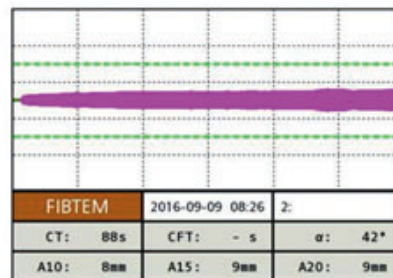 FIBTEM 2016-09-09 08:26 2:
CT: 88s CFT: - s α: 42°
A10: 8mm A15: 9mm A20: 9mm